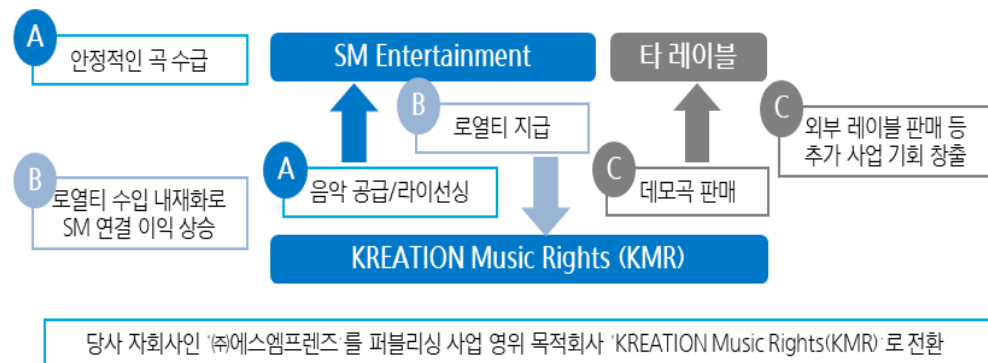 A
안정적인 곡 수급
SM Entertainment
타 레이블
B
로열티 지급
C
외부 레이블 판매 등
추가 사업 기회 창출
B
로열티 수입 내재화로
SM 연결 이익 상승
A
음악 공급/라이선싱
C
데모곡 판매
KREATION Music Rights (KMR)
당사 자회사인 '㈜에스엠프렌즈'를 퍼블리싱 사업 영위 목적회사 'KREATION Music Rights(KMR)'로 전환